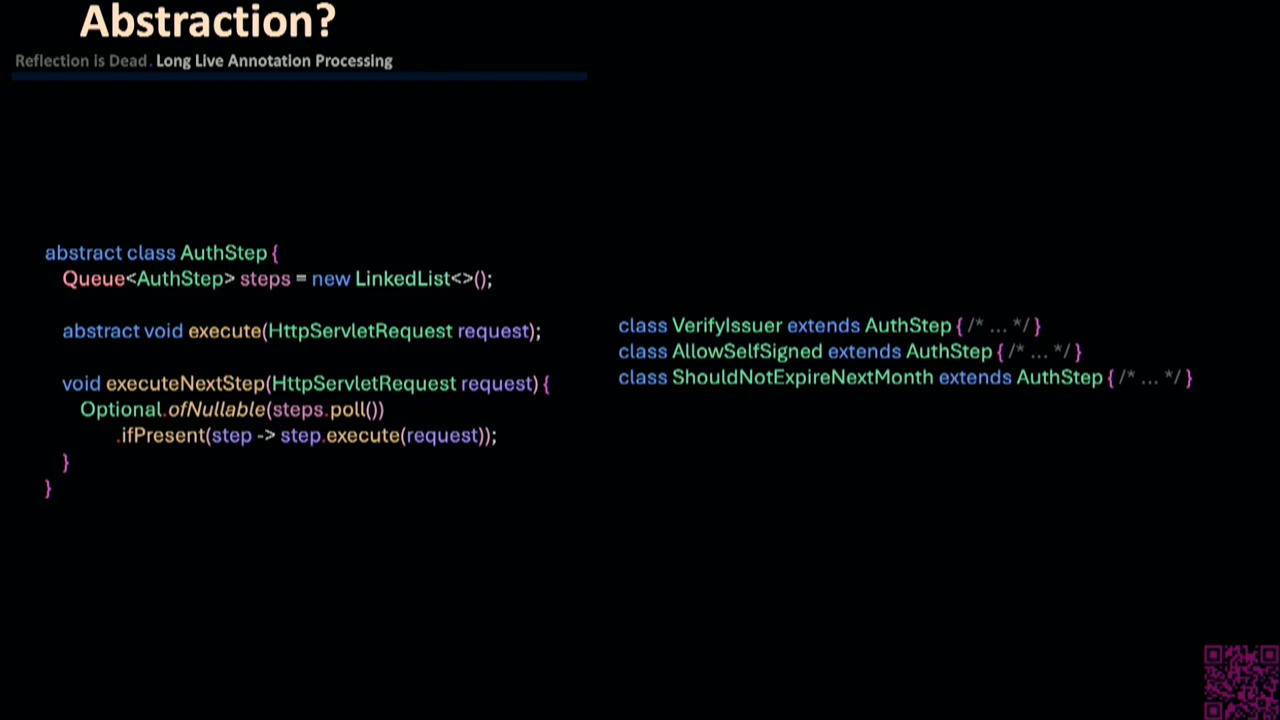 Abstraction?
Reflection is Dead. Long Live Annotation Processing
abstract class AuthStep {
Queue<AuthStep> steps = new LinkedList<>();
abstract void execute(HttpServletRequest request);
void executeNextStep(HttpServletRequest request) {
Optional.ofNullable(steps.poll())
.ifPresent(step -> step.execute(request));
}
}
class VerifyIssuer extends AuthStep { /* ... */ }
class AllowSelfSigned extends AuthStep { /* ... */ }
class ShouldNotExpireNextMonth extends AuthStep { /* ... */ }